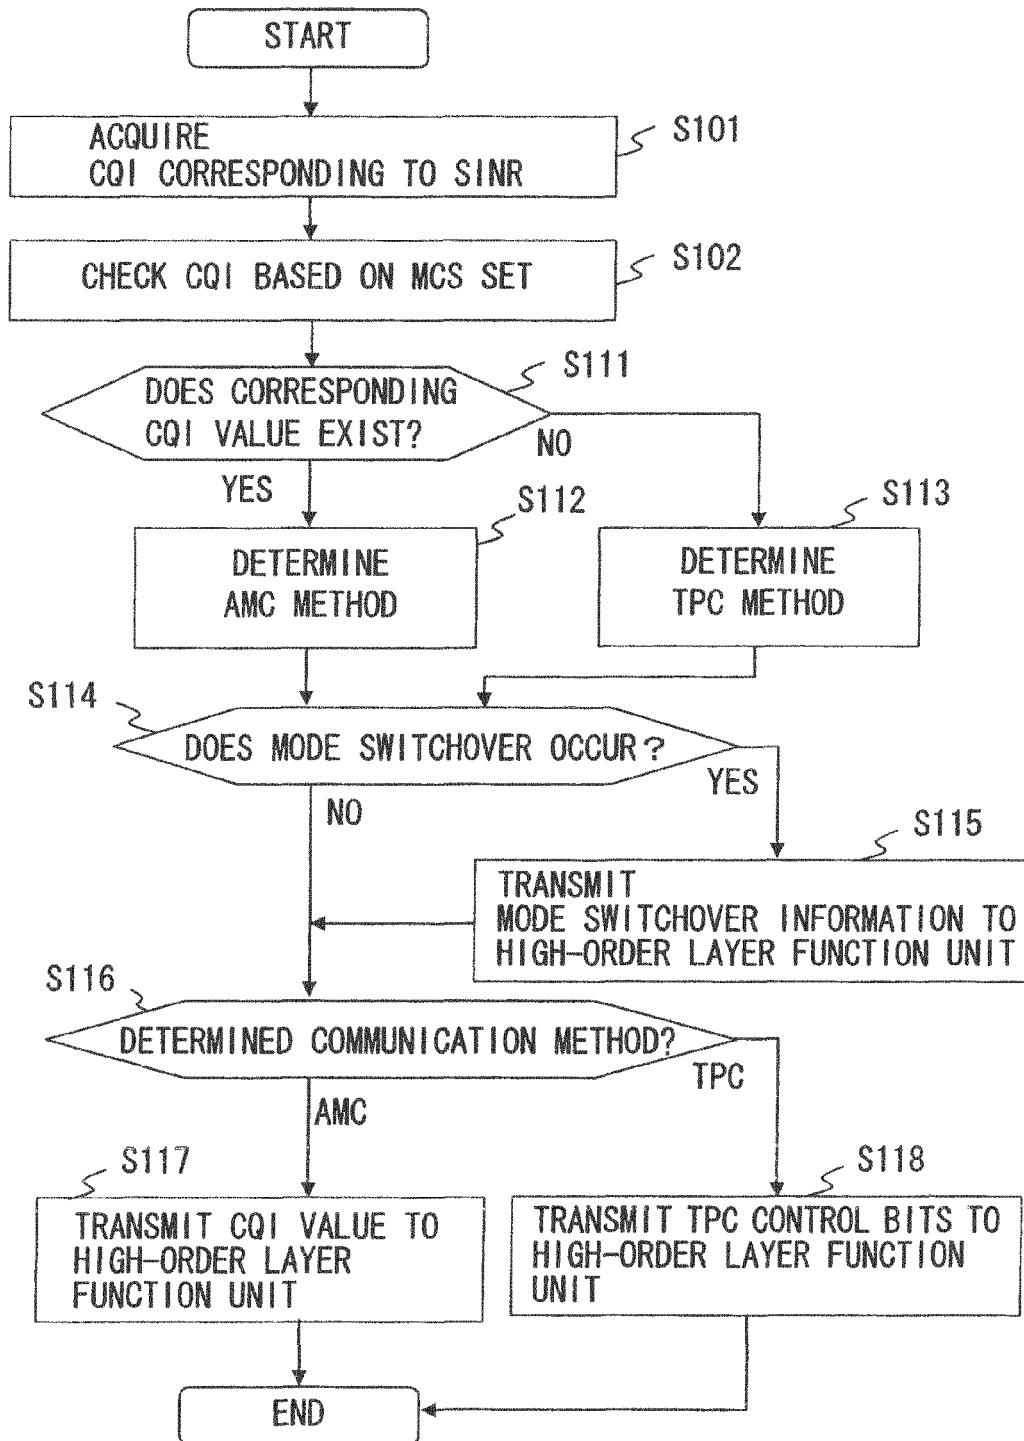 START
ACQUIRE
CQI CORRESPONDING TO SINR
S101
CHECK CQI BASED ON MCS SET
S102
DOES CORRESPONDING
CQI VALUE EXIST?
S111
NO
YES
DETERMINE
AMC METHOD
S112
DETERMINE
TPC METHOD
S113
S114
DOES MODE SWITCHOVER OCCUR?
YES
NO
S115
TRANSMIT
MODE SWITCHOVER INFORMATION TO
HIGH-ORDER LAYER FUNCTION UNIT
S116
DETERMINED COMMUNICATION METHOD?
TPC
AMC
S117
TRANSMIT CQI VALUE TO
HIGH-ORDER LAYER
FUNCTION UNIT
S118
TRANSMIT TPC CONTROL BITS TO
HIGH-ORDER LAYER FUNCTION
UNIT
END